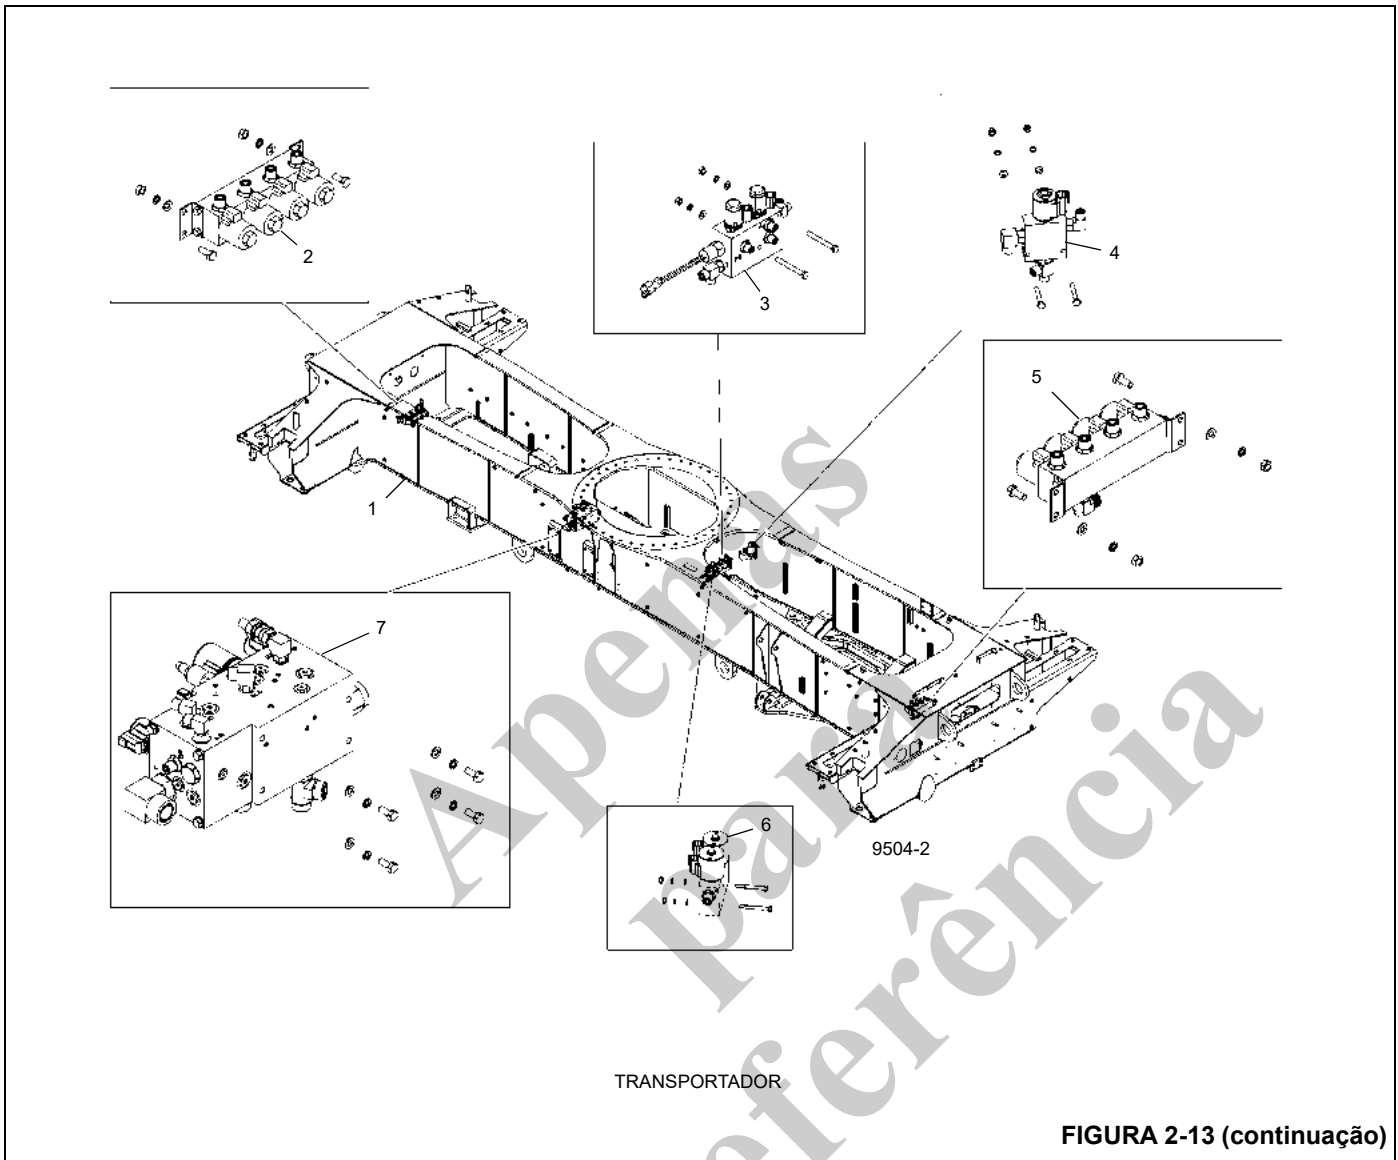 2
3
4
5
1
7
6
9504-2
Apenas
para
referência
TRANSPORTADOR
FIGURA 2-13 (continuação)